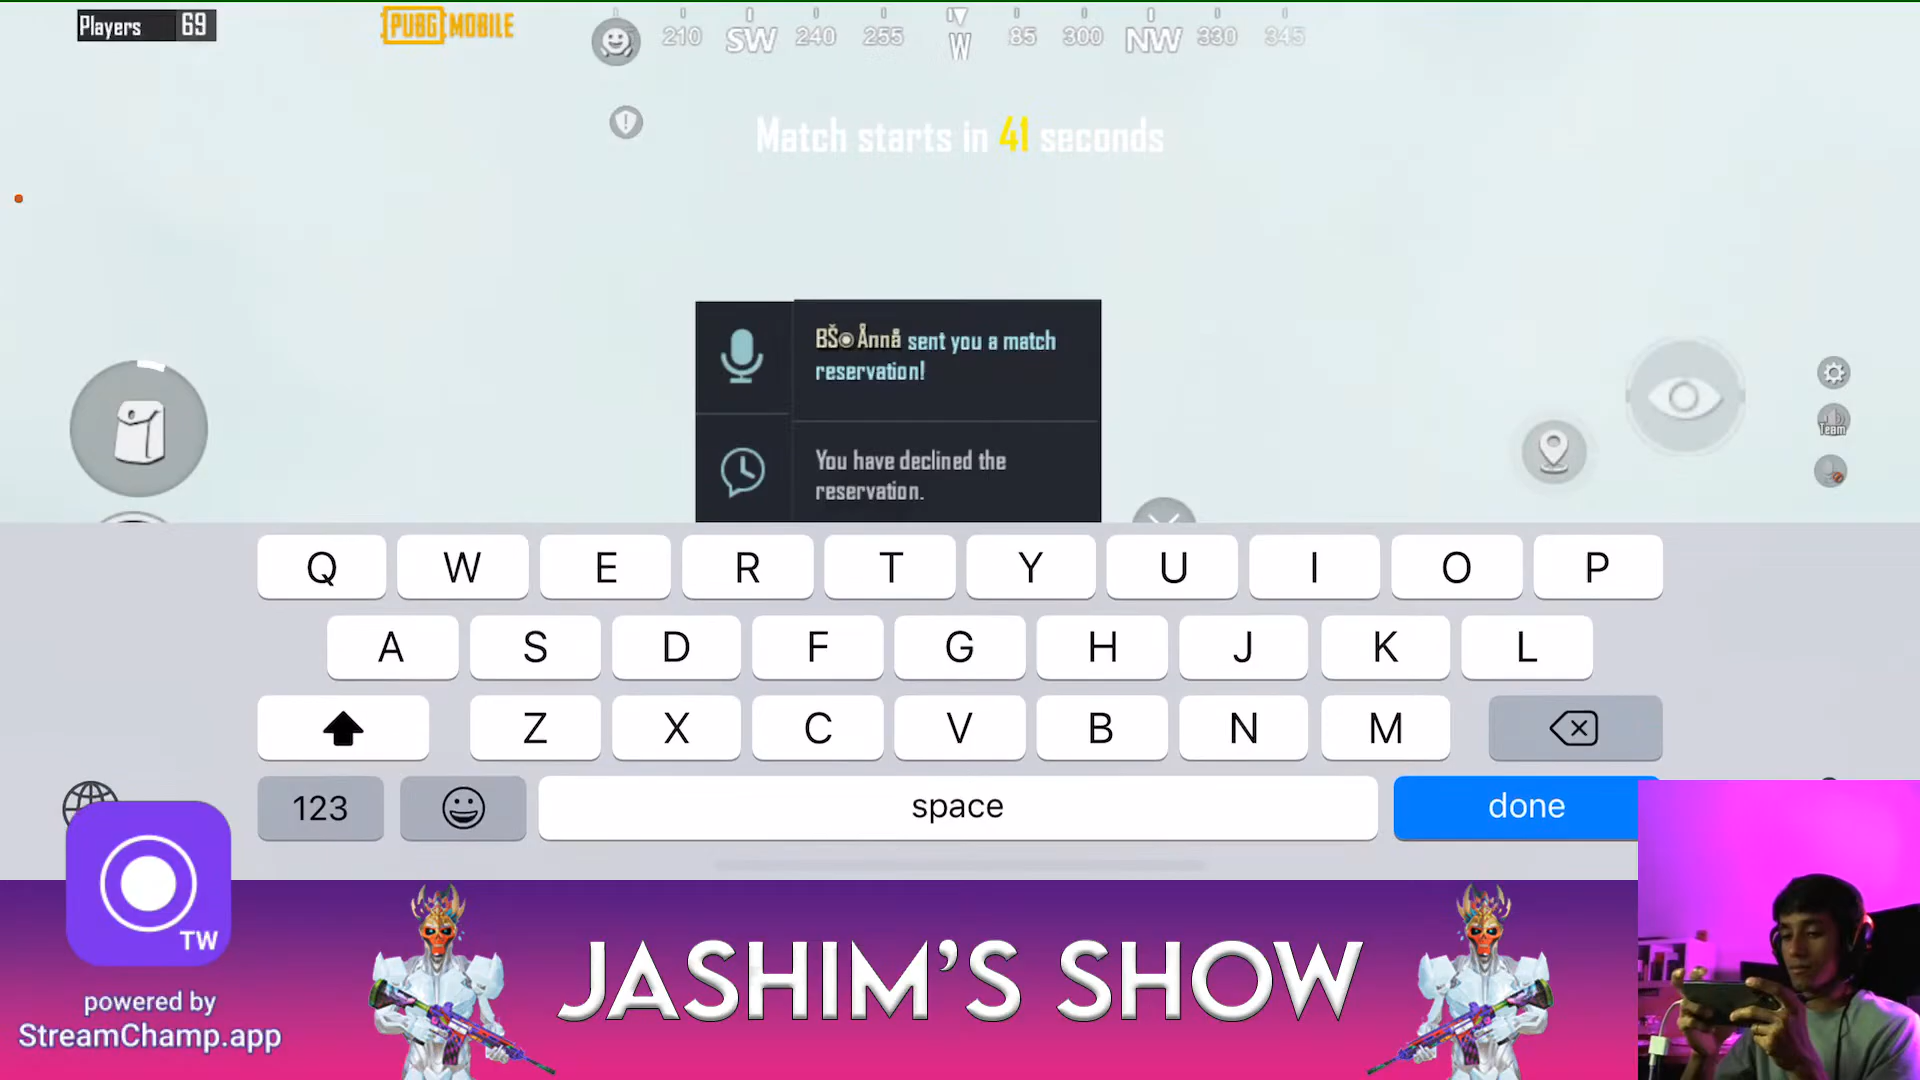 Players 69
PUBG MOBILE
210 SW 240 255 W 85 300 NW 330 345
Match starts in 41 seconds
BŠ◉Ånnå sent you a match
reservation!
You have declined the
reservation.
Team
Q W E R T Y U I O P
A S D F G H J K L
Z X C V B N M
123 space done
TW
powered by
StreamChamp.app
JASHIM'S SHOW